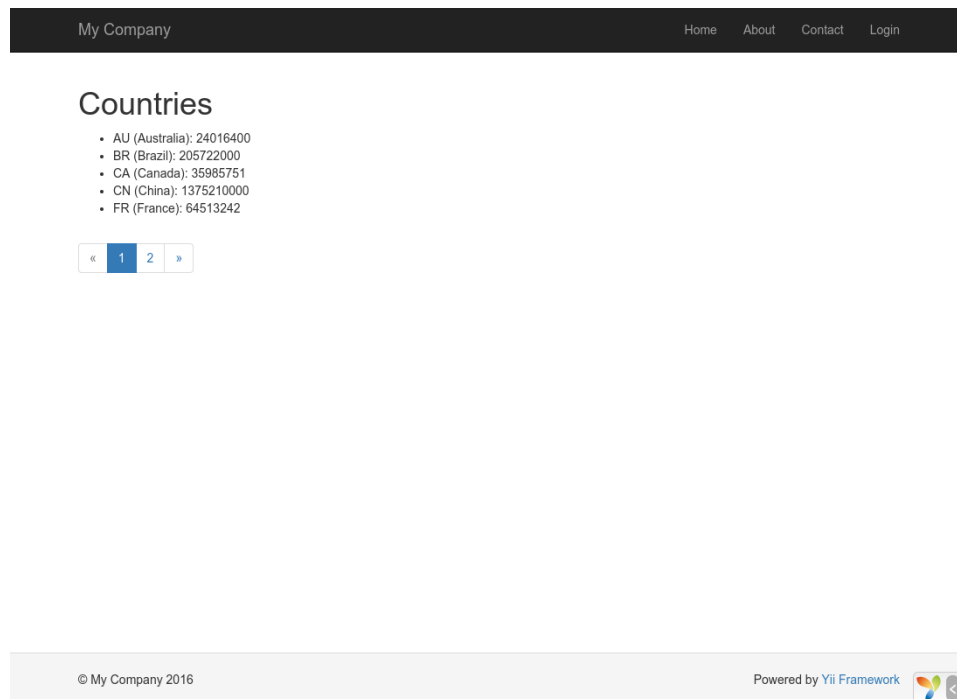 My Company Home About Contact Login
Countries
• AU (Australia): 24016400
• BR (Brazil): 205722000
• CA (Canada): 35985751
• CN (China): 1375210000
• FR (France): 64513242
« 1 2 »
© My Company 2016 Powered by Yii Framework
<